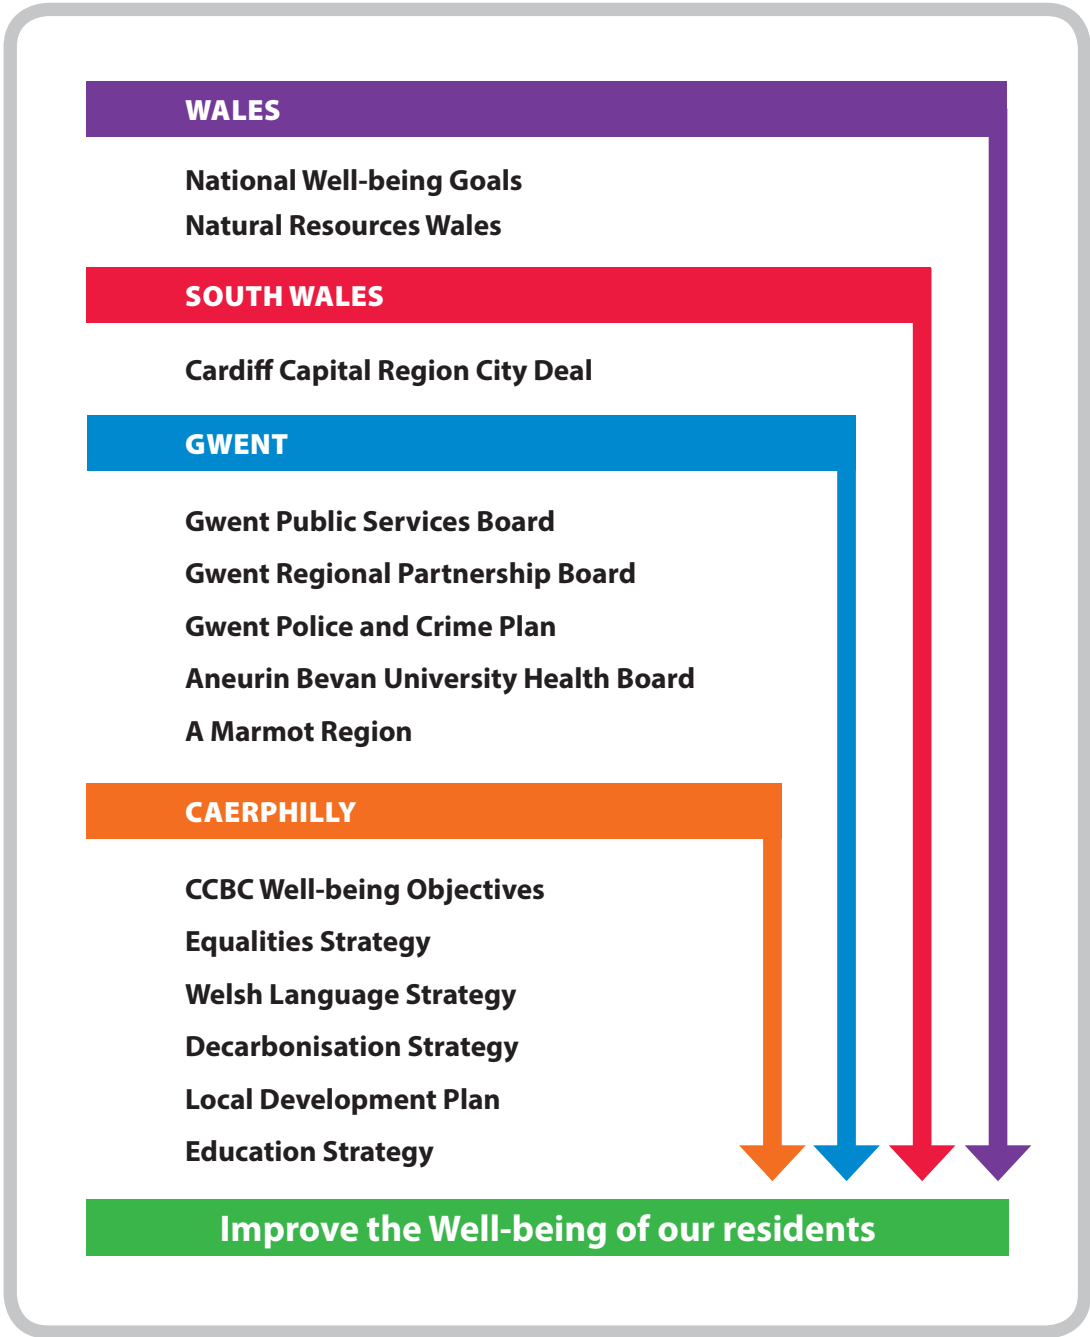 WALES
National Well-being Goals
Natural Resources Wales
SOUTH WALES
Cardiff Capital Region City Deal
GWENT
Gwent Public Services Board
Gwent Regional Partnership Board
Gwent Police and Crime Plan
Aneurin Bevan University Health Board
A Marmot Region
CAERPHILLY
CCBC Well-being Objectives
Equalities Strategy
Welsh Language Strategy
Decarbonisation Strategy
Local Development Plan
Education Strategy
Improve the Well-being of our residents